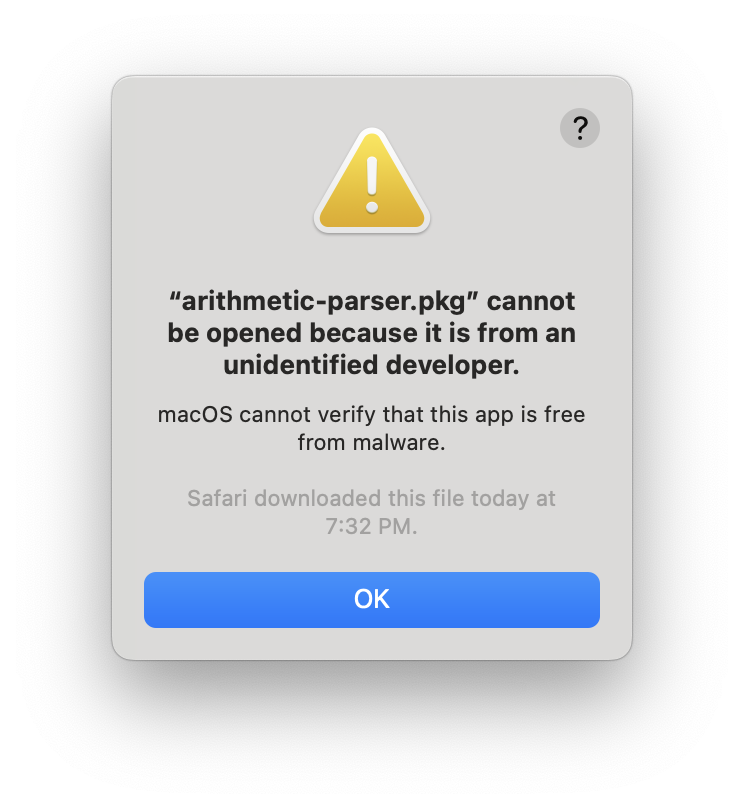 ?
“arithmetic-parser.pkg” cannot
be opened because it is from an
unidentified developer.
macOS cannot verify that this app is free
from malware.
Safari downloaded this file today at
7:32 PM.
OK